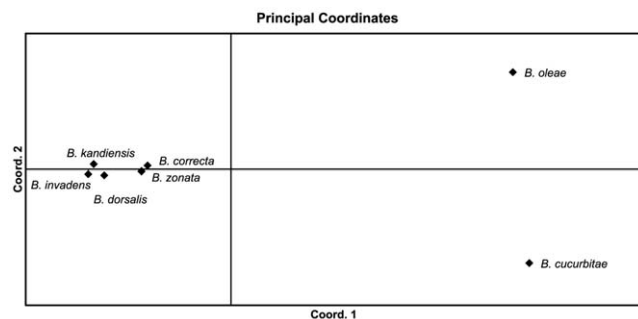 Principal Coordinates
B. oleae
B. kandiensis
B. correcta
B. zonata
B. invadens
B. dorsalis
B. cucurbitae
Coord. 2
Coord. 1